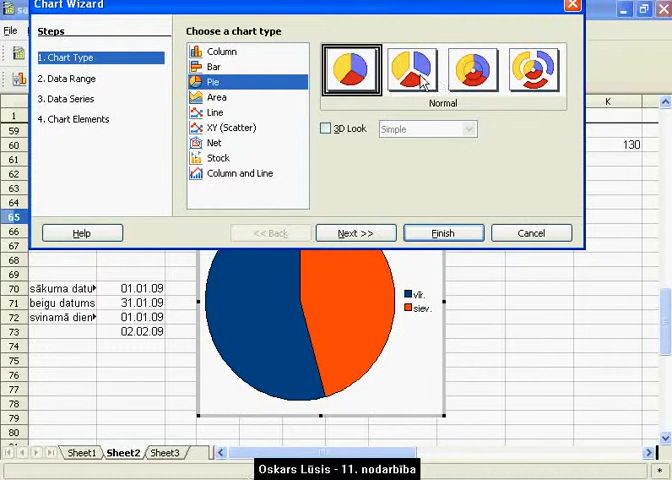 Chart Wizard
Steps
1. Chart Type
2. Data Range
3. Data Series
4. Chart Elements
Choose a chart type
Column
Bar
Pie
Area
Line
XY (Scatter)
Net
Stock
Column and Line
Normal
3D Look
Simple
Help
<< Back
Next >>
Finish
Cancel
K
1
59
60
130
61
62
63
64
65
66
67
68
69
70 sākuma datu 01.01.09
71 beigu datums 31.01.09
72 svinamā dien 01.01.09
73 02.02.09
74
75
76
77
78
79
80
vīr.
siev.
Sheet1 Sheet2 Sheet3
Oskars Lūsis - 11. nodarbība
*